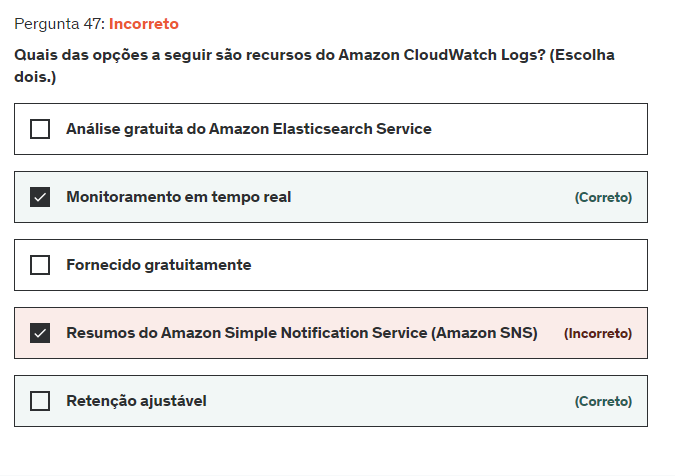 Pergunta 47: Incorreto
Quais das opções a seguir são recursos do Amazon CloudWatch Logs? (Escolha
dois.)
Análise gratuita do Amazon Elasticsearch Service
Monitoramento em tempo real (Correto)
Fornecido gratuitamente
Resumos do Amazon Simple Notification Service (Amazon SNS) (Incorreto)
Retenção ajustável (Correto)